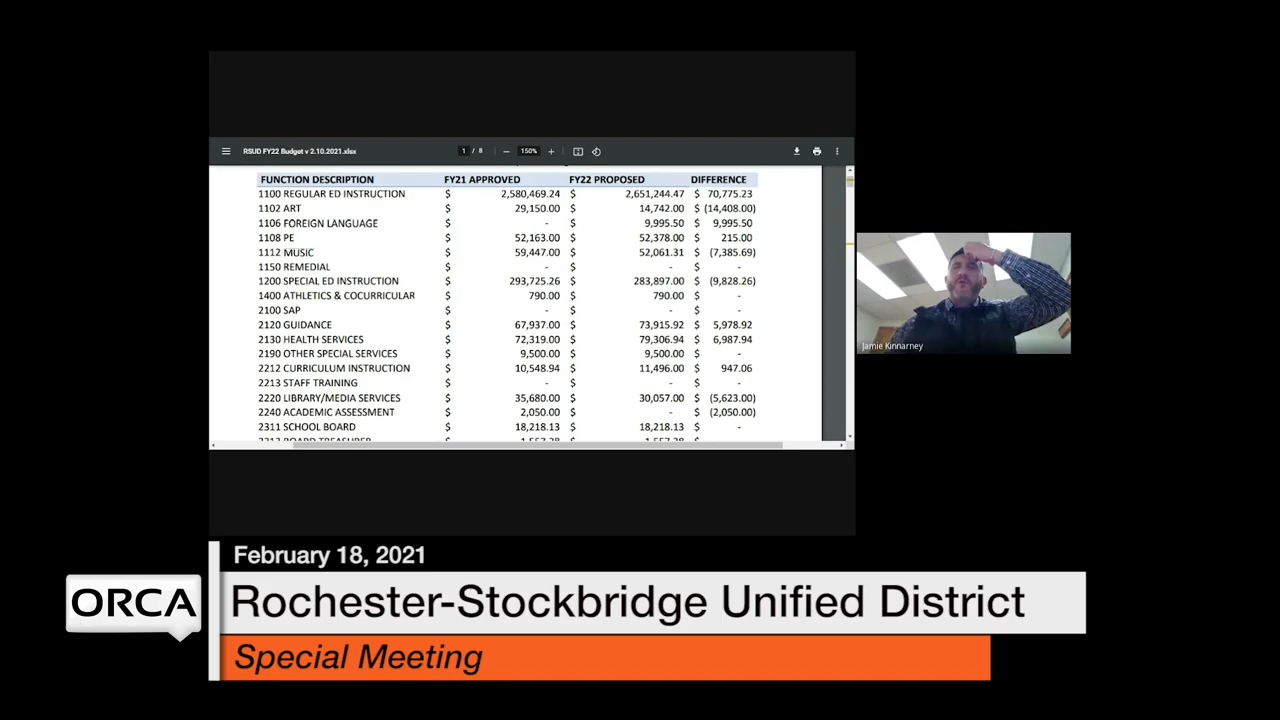 RSUD FY22 Budget v 2.10.2021.xlsx 1 / 8 150%
FUNCTION DESCRIPTION FY21 APPROVED FY22 PROPOSED DIFFERENCE
1100 REGULAR ED INSTRUCTION $ 2,580,469.24 $ 2,651,244.47 $ 70,775.23
1102 ART $ 29,150.00 $ 14,742.00 $ (14,408.00)
1106 FOREIGN LANGUAGE $ - $ 9,995.50 $ 9,995.50
1108 PE $ 52,163.00 $ 52,378.00 $ 215.00
1112 MUSIC $ 59,447.00 $ 52,061.31 $ (7,385.69)
1150 REMEDIAL $ - $ - $ -
1200 SPECIAL ED INSTRUCTION $ 293,725.26 $ 283,897.00 $ (9,828.26)
1400 ATHLETICS & COCURRICULAR $ 790.00 $ 790.00 $ -
2100 SAP $ - $ - $ -
2120 GUIDANCE $ 67,937.00 $ 73,915.92 $ 5,978.92
2130 HEALTH SERVICES $ 72,319.00 $ 79,306.94 $ 6,987.94
2190 OTHER SPECIAL SERVICES $ 9,500.00 $ 9,500.00 $ -
2212 CURRICULUM INSTRUCTION $ 10,548.94 $ 11,496.00 $ 947.06
2213 STAFF TRAINING $ - $ - $ -
2220 LIBRARY/MEDIA SERVICES $ 35,680.00 $ 30,057.00 $ (5,623.00)
2240 ACADEMIC ASSESSMENT $ 2,050.00 $ - $ (2,050.00)
2311 SCHOOL BOARD $ 18,218.13 $ 18,218.13 $ -
Jamie Kinnarney
February 18, 2021
ORCA
Rochester-Stockbridge Unified District
Special Meeting